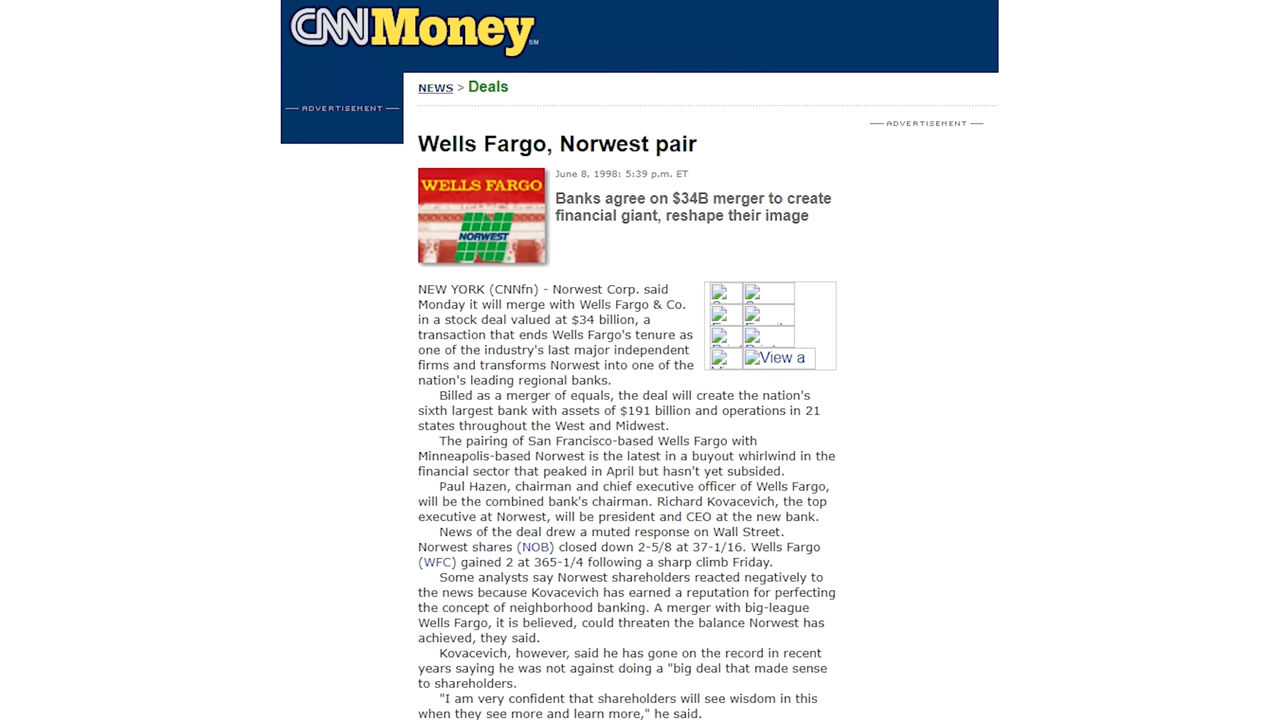 CNN Money SM
NEWS > Deals
ADVERTISEMENT
ADVERTISEMENT
Wells Fargo, Norwest pair
WELLS FARGO
NORWEST
June 8, 1998: 5:39 p.m. ET
Banks agree on $34B merger to create
financial giant, reshape their image
NEW YORK (CNNfn) - Norwest Corp. said
Monday it will merge with Wells Fargo & Co.
in a stock deal valued at $34 billion, a
transaction that ends Wells Fargo's tenure as
one of the industry's last major independent
firms and transforms Norwest into one of the
nation's leading regional banks.
View a
Billed as a merger of equals, the deal will create the nation's
sixth largest bank with assets of $191 billion and operations in 21
states throughout the West and Midwest.
The pairing of San Francisco-based Wells Fargo with
Minneapolis-based Norwest is the latest in a buyout whirlwind in the
financial sector that peaked in April but hasn't yet subsided.
Paul Hazen, chairman and chief executive officer of Wells Fargo,
will be the combined bank's chairman. Richard Kovacevich, the top
executive at Norwest, will be president and CEO at the new bank.
News of the deal drew a muted response on Wall Street.
Norwest shares (NOB) closed down 2-5/8 at 37-1/16. Wells Fargo
(WFC) gained 2 at 365-1/4 following a sharp climb Friday.
Some analysts say Norwest shareholders reacted negatively to
the news because Kovacevich has earned a reputation for perfecting
the concept of neighborhood banking. A merger with big-league
Wells Fargo, it is believed, could threaten the balance Norwest has
achieved, they said.
Kovacevich, however, said he has gone on the record in recent
years saying he was not against doing a "big deal that made sense
to shareholders.
"I am very confident that shareholders will see wisdom in this
when they see more and learn more," he said.